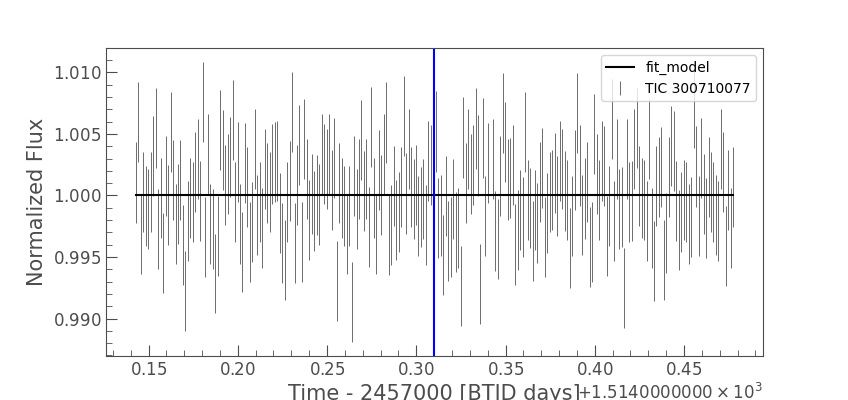 fit_model
TIC 300710077
1.010
1.005
1.000
0.995
0.990
Normalized Flux
0.15 0.20 0.25 0.30 0.35 0.40 0.45
Time - 2457000 [BTJD days]
+1.5140000000 × 10³